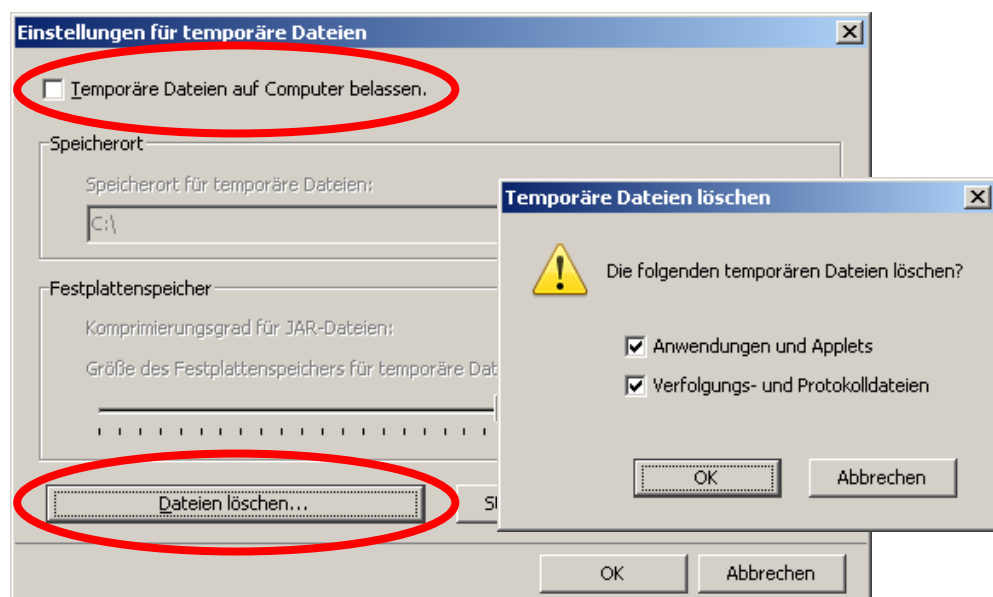 Einstellungen für temporäre Dateien
Temporäre Dateien auf Computer belassen.
Speicherort
Speicherort für temporäre Dateien:
C:\
Festplattenspeicher
Komprimierungsgrad für JAR-Dateien:
Größe des Festplattenspeichers für temporäre
Dateien löschen...
OK Abbrechen
Temporäre Dateien löschen
Die folgenden temporären Dateien löschen?
Anwendungen und Applets
Verfolgungs- und Protokolldateien
OK Abbrechen